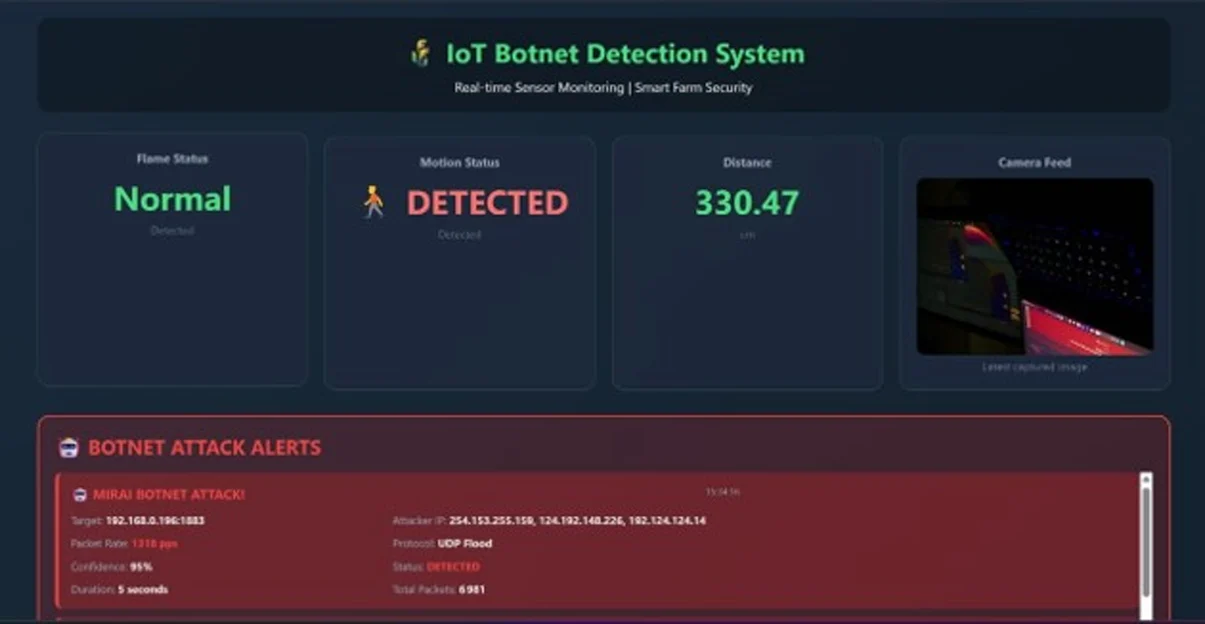 IoT Botnet Detection System
Real-time Sensor Monitoring | Smart Farm Security
Flame Status
Normal
Detected
Motion Status
DETECTED
Detected
Distance
330.47
cm
Camera Feed
Latest captured image
BOTNET ATTACK ALERTS
MIRAI BOTNET ATTACK!
Target: 192.168.0.196:1883
Attacker IP: 254.153.255.159, 124.192.148.226, 192.124.124.14
Packet Rate: 1318 pps
Protocol: UDP Flood
Confidence: 95%
Status: DETECTED
Duration: 5 seconds
Total Packets: 6981